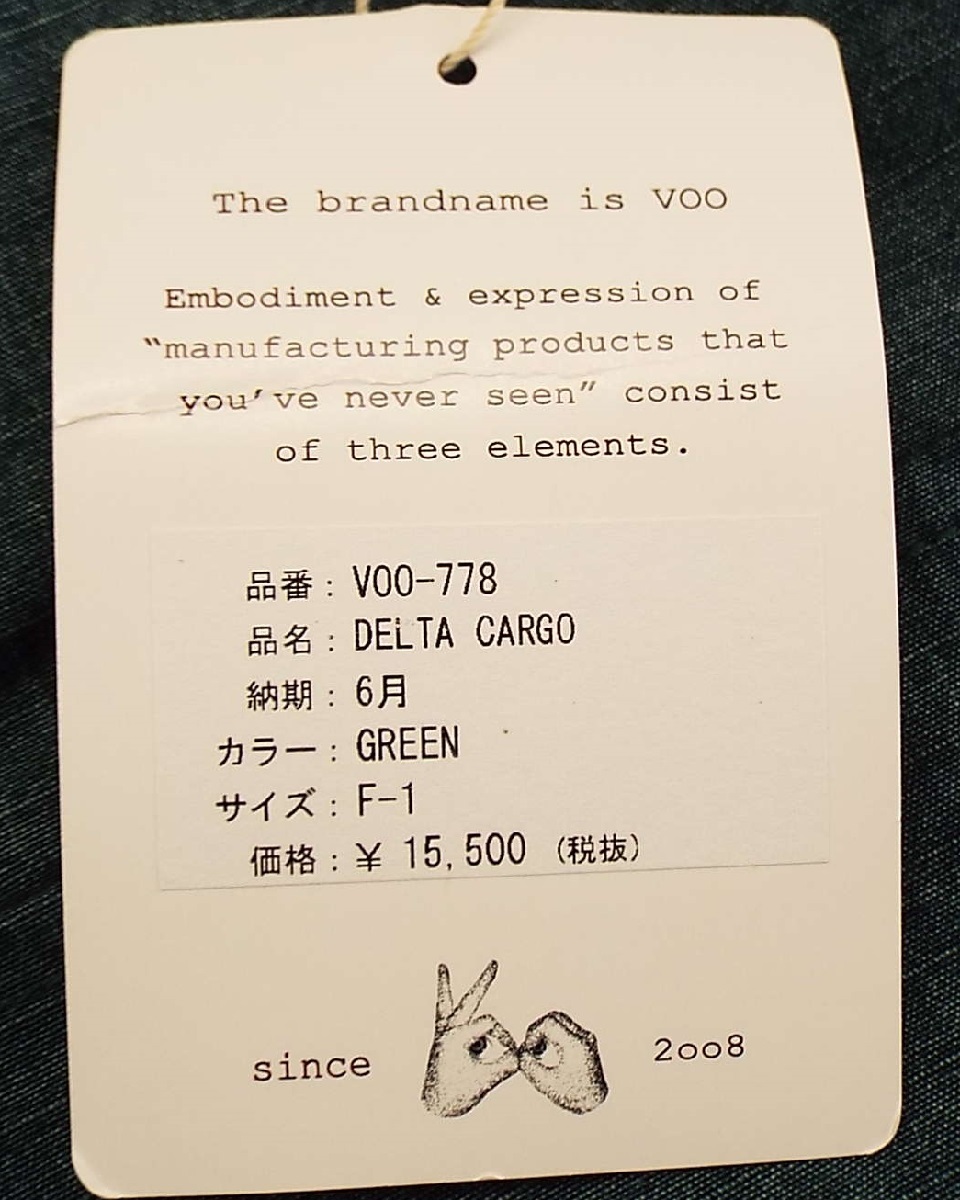 The brandname is VOO
Embodiment & expression of
"manufacturing products that
you've never seen" consist
of three elements.
品番：VOO-778
品名：DELTA CARGO
納期：6月
カラー：GREEN
サイズ：F-1
価格：¥ 15,500 (税抜)
since 2008